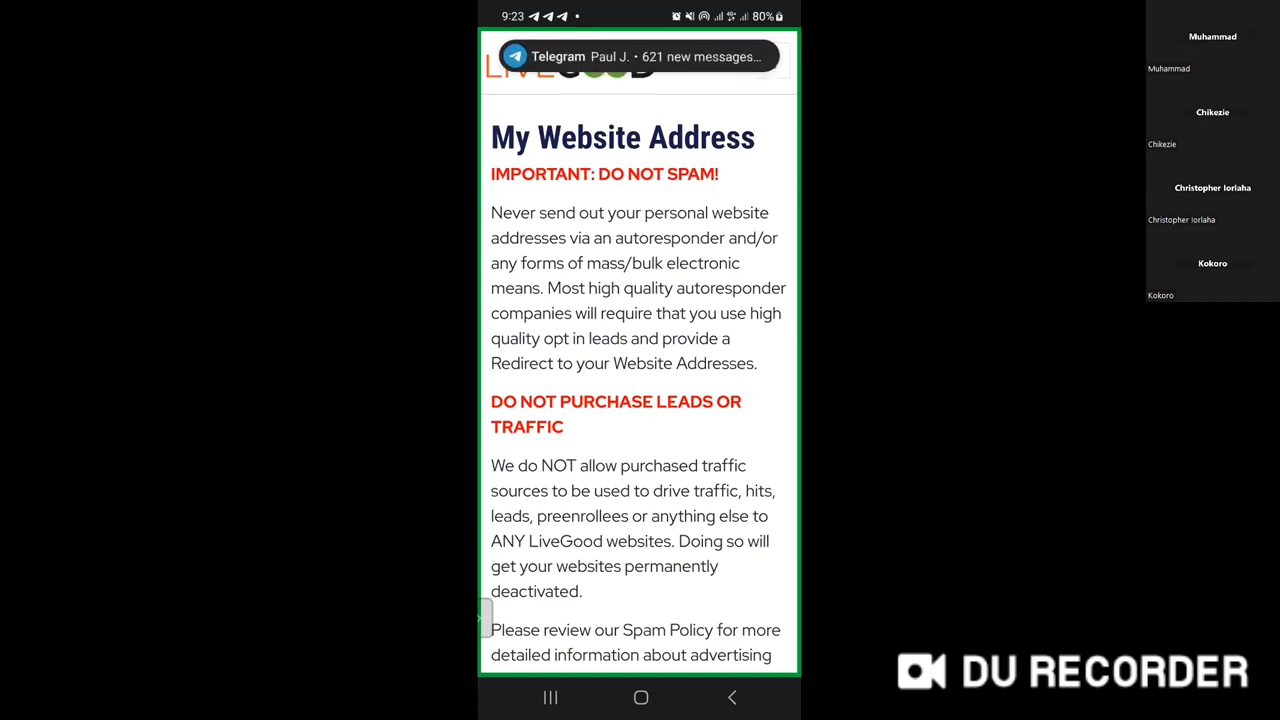 9:23
4G+
80%
Telegram Paul J. • 621 new messages...
LIVEGOOD
My Website Address
IMPORTANT: DO NOT SPAM!
Never send out your personal website
addresses via an autoresponder and/or
any forms of mass/bulk electronic
means. Most high quality autoresponder
companies will require that you use high
quality opt in leads and provide a
Redirect to your Website Addresses.
DO NOT PURCHASE LEADS OR
TRAFFIC
We do NOT allow purchased traffic
sources to be used to drive traffic, hits,
leads, preenrollees or anything else to
ANY LiveGood websites. Doing so will
get your websites permanently
deactivated.
Please review our Spam Policy for more
detailed information about advertising
Muhammad
Muhammad
Chikezie
Chikezie
Christopher Iorlaha
Christopher Iorlaha
Kokoro
Kokoro
DU RECORDER